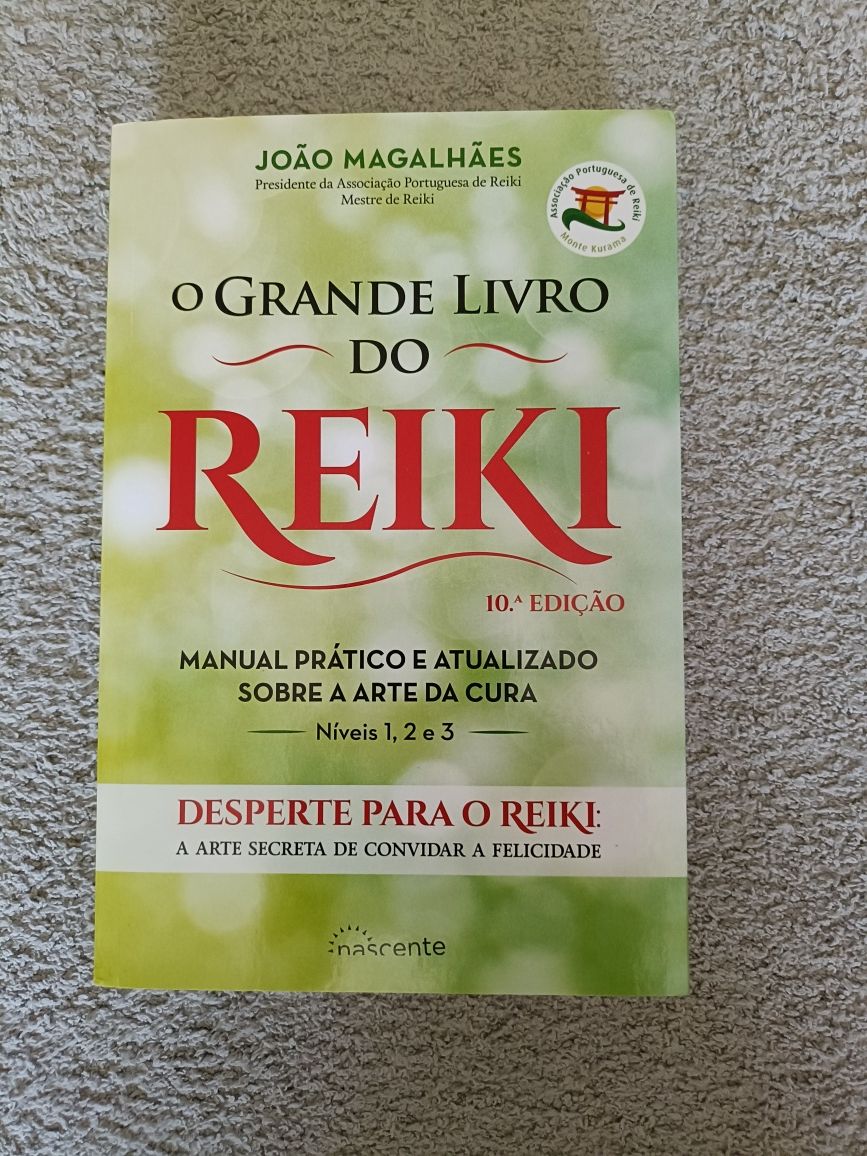 JOÃO MAGALHÃES
Presidente da Associação Portuguesa de Reiki
Mestre de Reiki
Associação Portuguesa de Reiki
Monte Kurama
O GRANDE LIVRO
DO
REIKI
10.ª EDIÇÃO
MANUAL PRÁTICO E ATUALIZADO
SOBRE A ARTE DA CURA
Níveis 1, 2 e 3
DESPERTE PARA O REIKI:
A ARTE SECRETA DE CONVIDAR A FELICIDADE
nascente